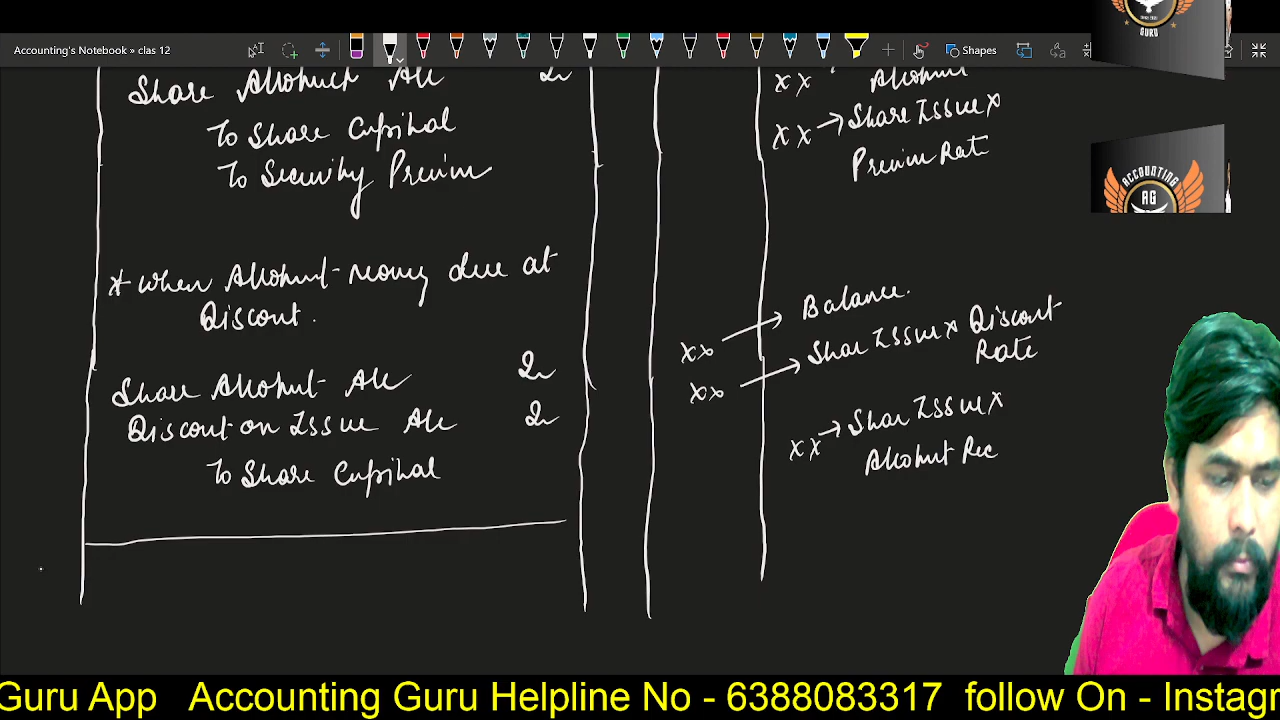 GURU
Accounting's Notebook » clas 12
Shapes
Share Allotment A/c Dr
To Share Capital
To Security Premium
xx
Allotment
xx → Share Issue x
Premium Rate
ACCOUNTING
AG
* When Allotment money due at
Discount.
Share Allotment A/c Dr
Discount on Issue A/c Dr
To Share Capital
xx → Balance.
xx → Share Issue x Discount
Rate
xx → Share Issue x
Allotment Rec
Guru App Accounting Guru Helpline No - 6388083317 follow On - Instagr